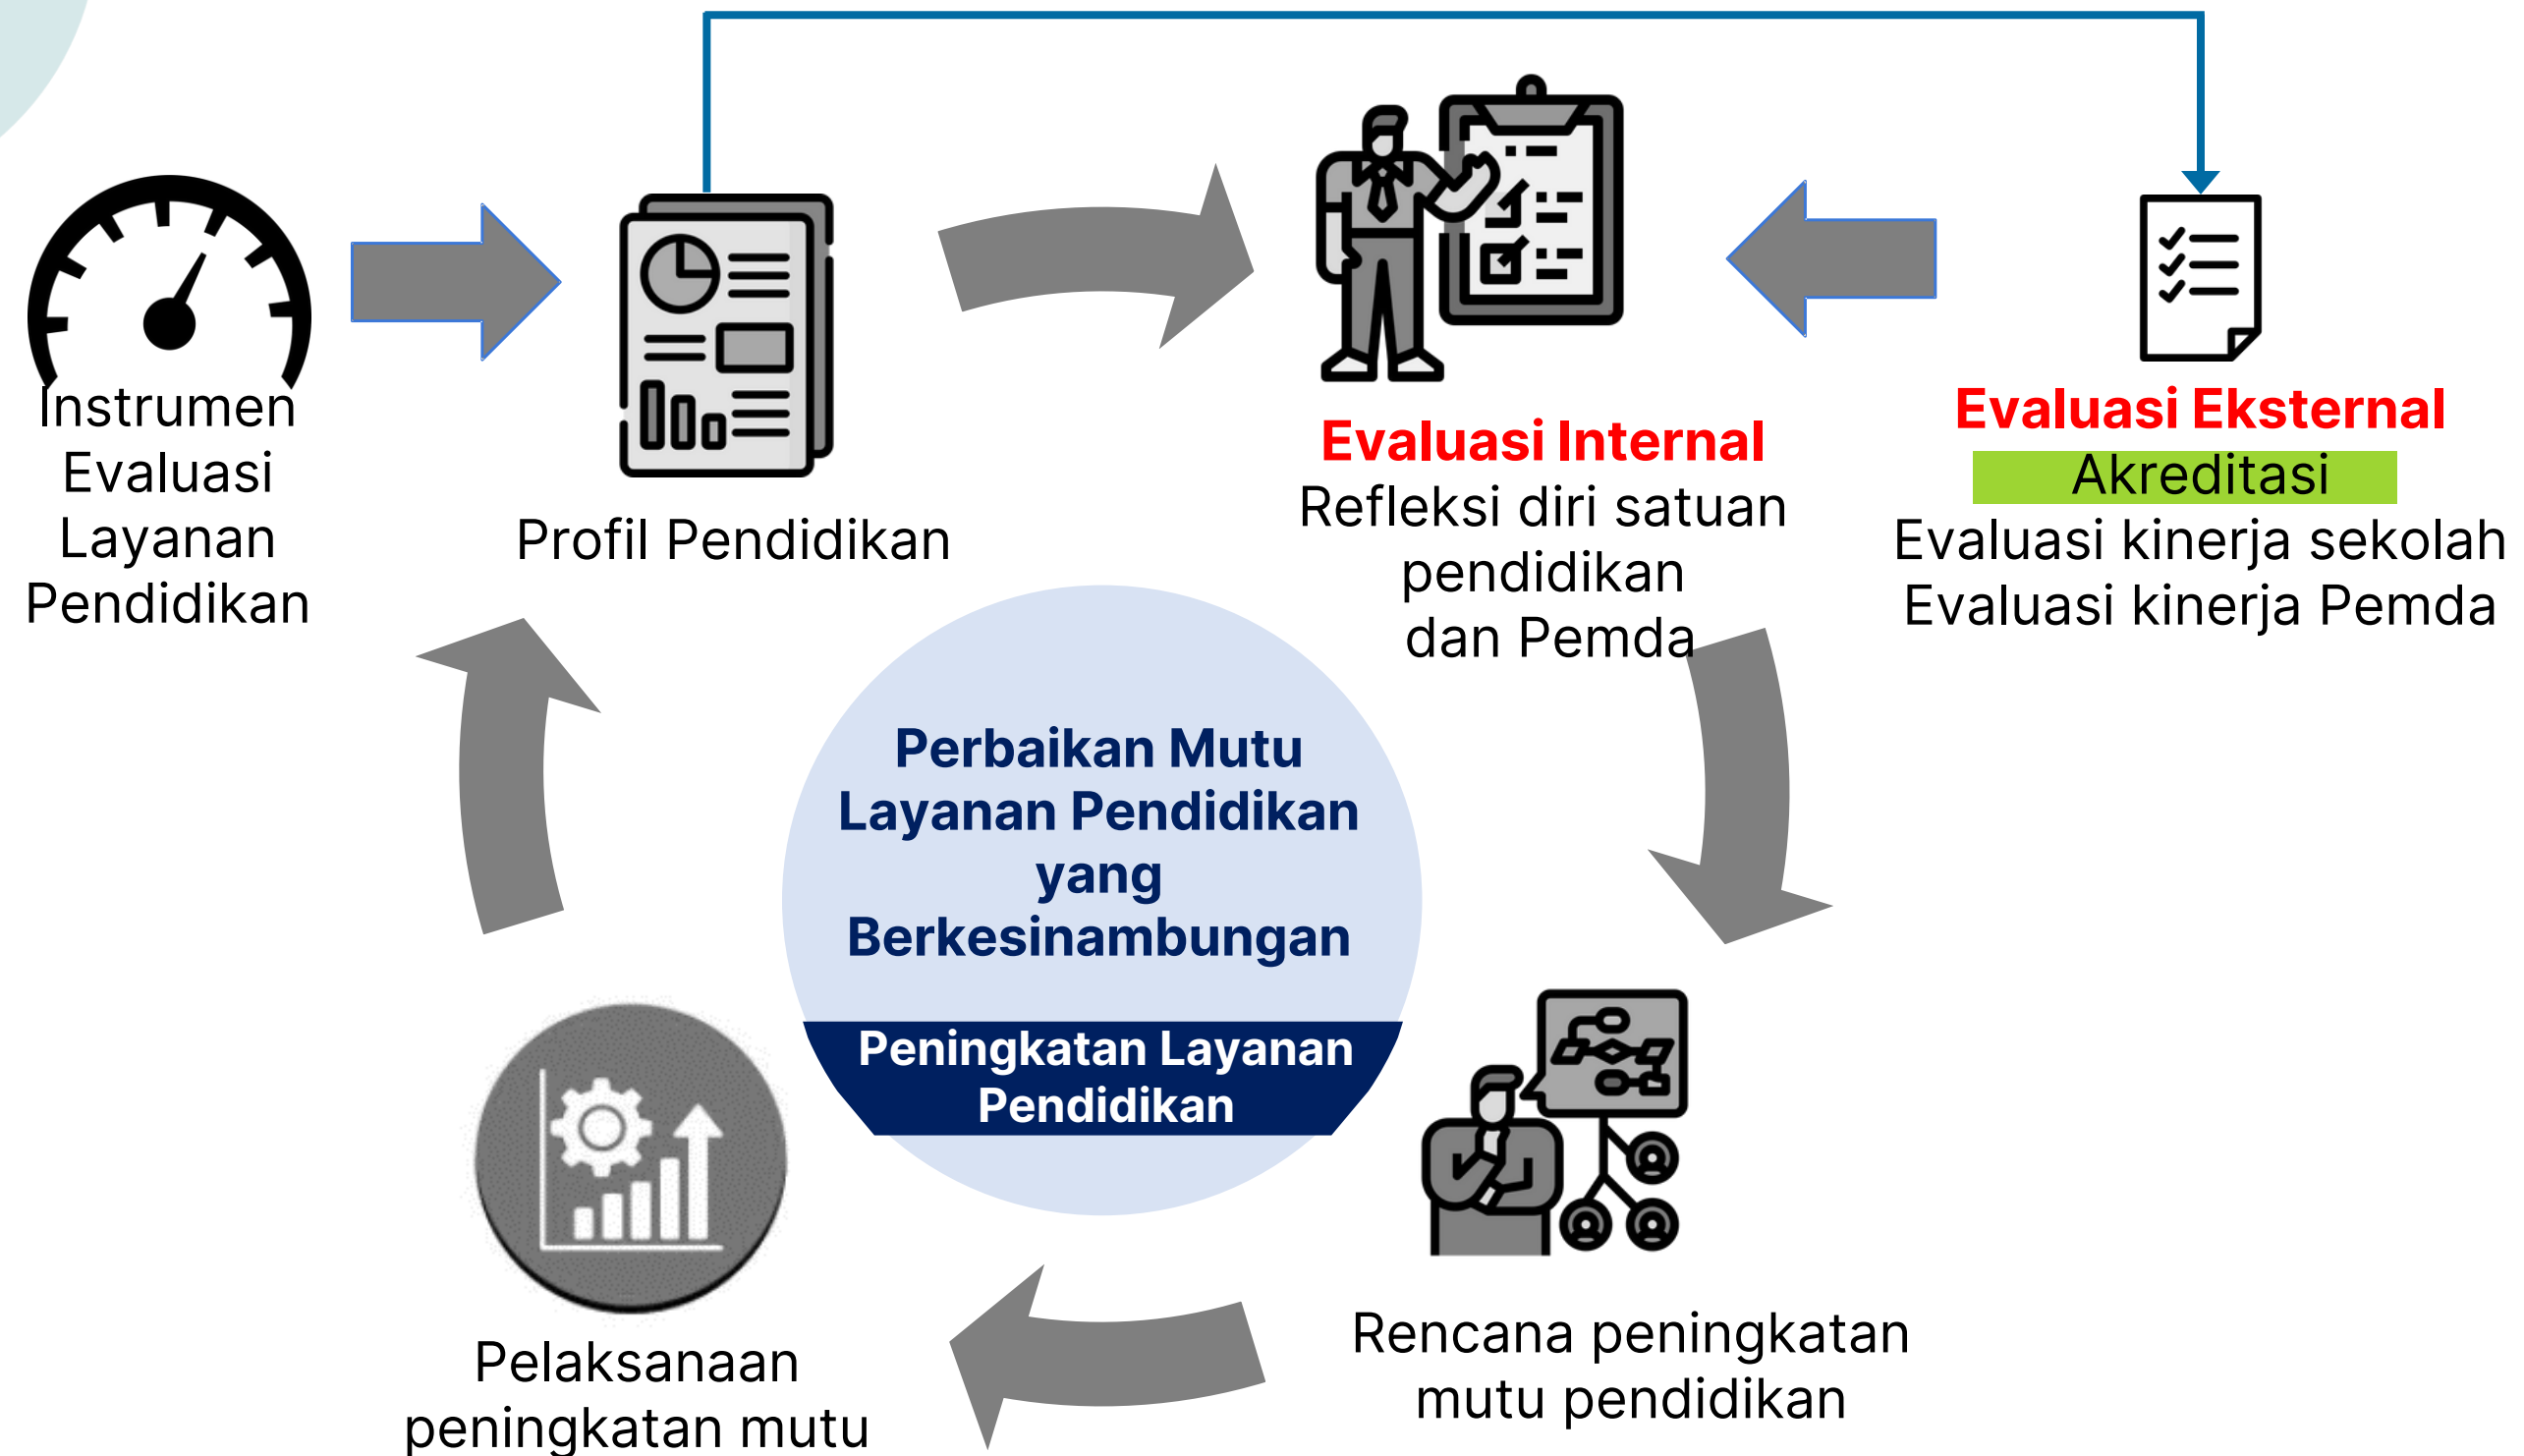 Instrumen
Evaluasi
Layanan
Pendidikan
Profil Pendidikan
Evaluasi Internal
Refleksi diri satuan
pendidikan
dan Pemda
Evaluasi Eksternal
Akreditasi
Evaluasi kinerja sekolah
Evaluasi kinerja Pemda
Perbaikan Mutu
Layanan Pendidikan
yang
Berkesinambungan
Peningkatan Layanan
Pendidikan
Rencana peningkatan
mutu pendidikan
Pelaksanaan
peningkatan mutu